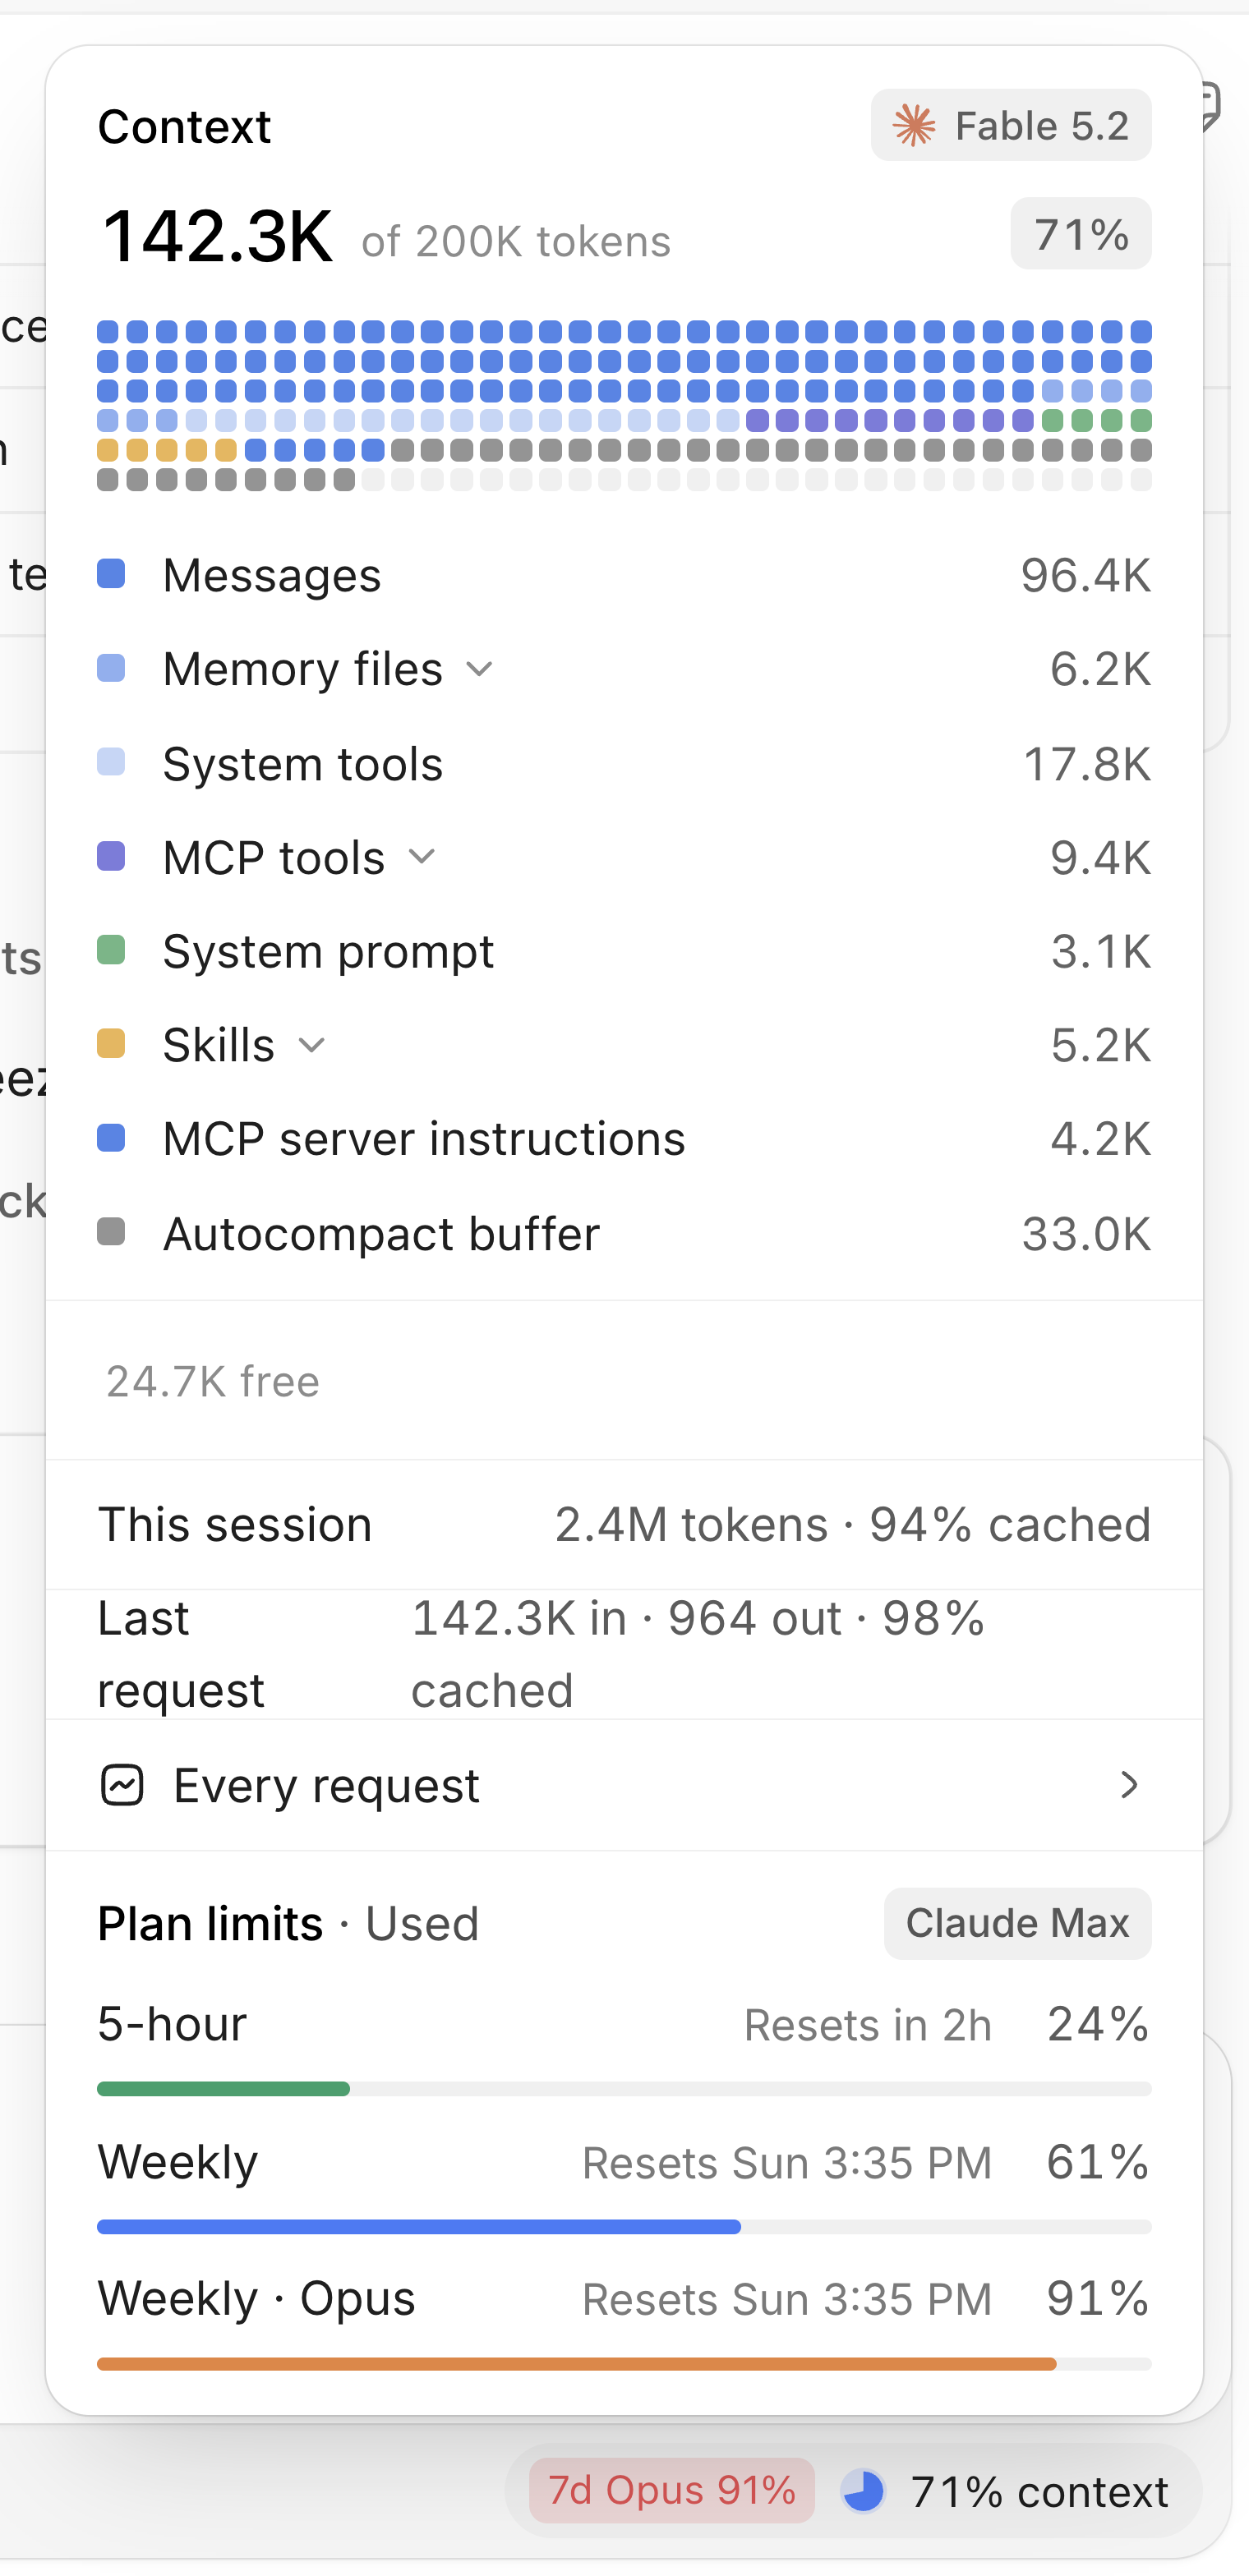 Context
Fable 5.2
142.3K of 200K tokens
71%
Messages 96.4K
Memory files 6.2K
System tools 17.8K
MCP tools 9.4K
System prompt 3.1K
Skills 5.2K
MCP server instructions 4.2K
Autocompact buffer 33.0K
24.7K free
This session 2.4M tokens · 94% cached
Last request
142.3K in · 964 out · 98% cached
Every request
Plan limits · Used
Claude Max
5-hour Resets in 2h 24%
Weekly Resets Sun 3:35 PM 61%
Weekly · Opus Resets Sun 3:35 PM 91%
7d Opus 91%
71% context